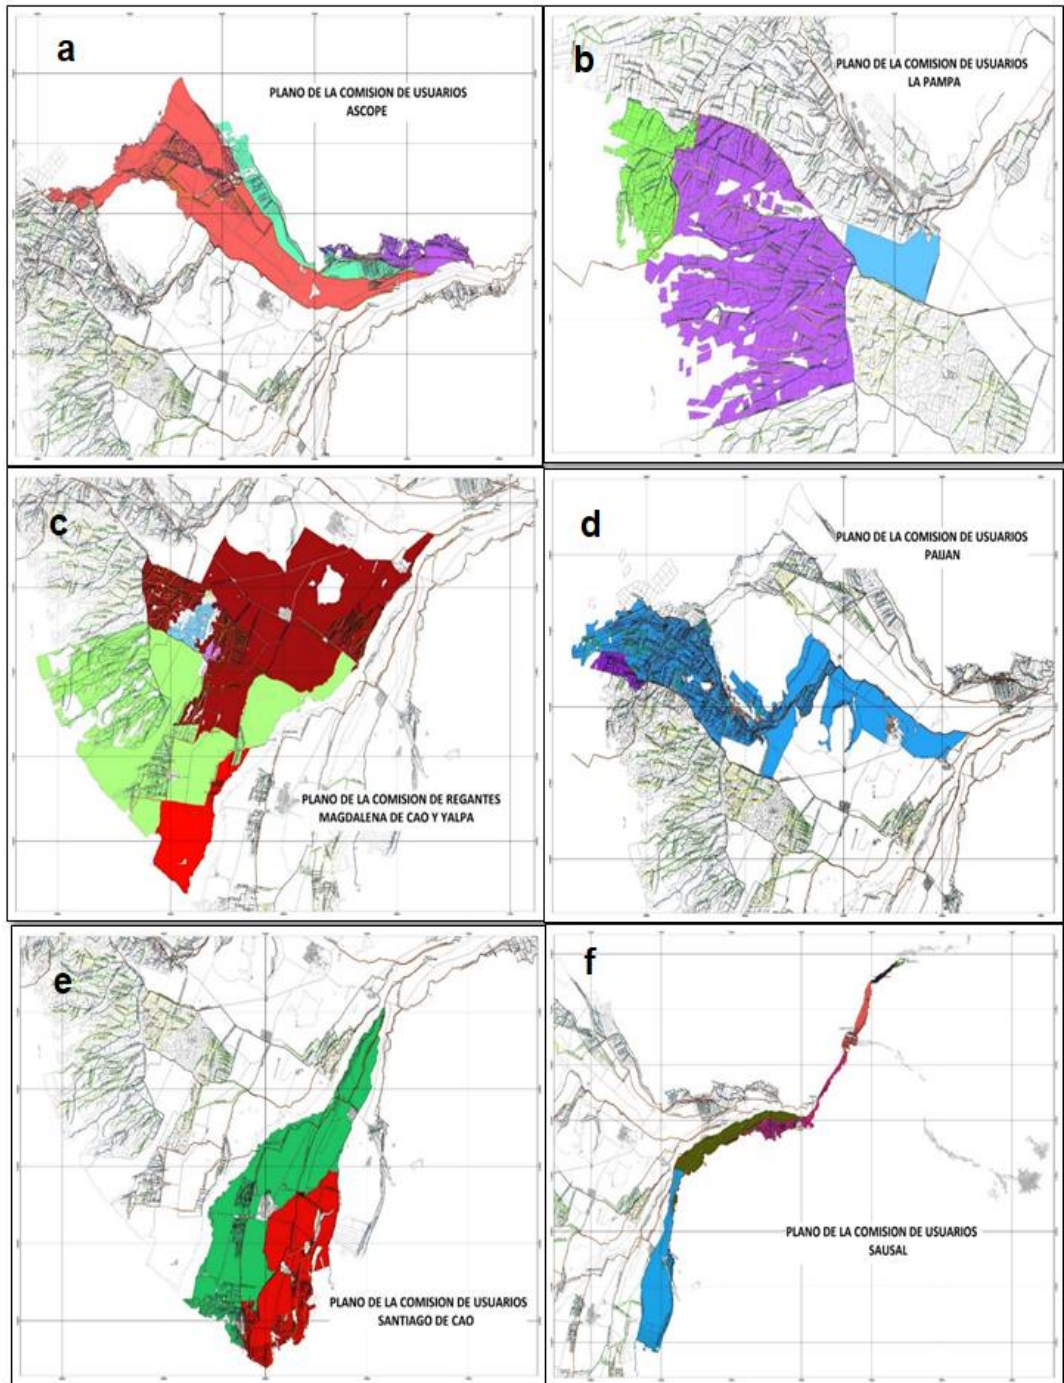 a
PLANO DE LA COMISION DE USUARIOS
ASCOPE
b
PLANO DE LA COMISION DE USUARIOS
LA PAMPA
c
PLANO DE LA COMISION DE REGANTES
MAGDALENA DE CAO Y YALPA
d
PLANO DE LA COMISION DE USUARIOS
PAIJAN
e
PLANO DE LA COMISION DE USUARIOS
SANTIAGO DE CAO
f
PLANO DE LA COMISION DE USUARIOS
SAUSAL